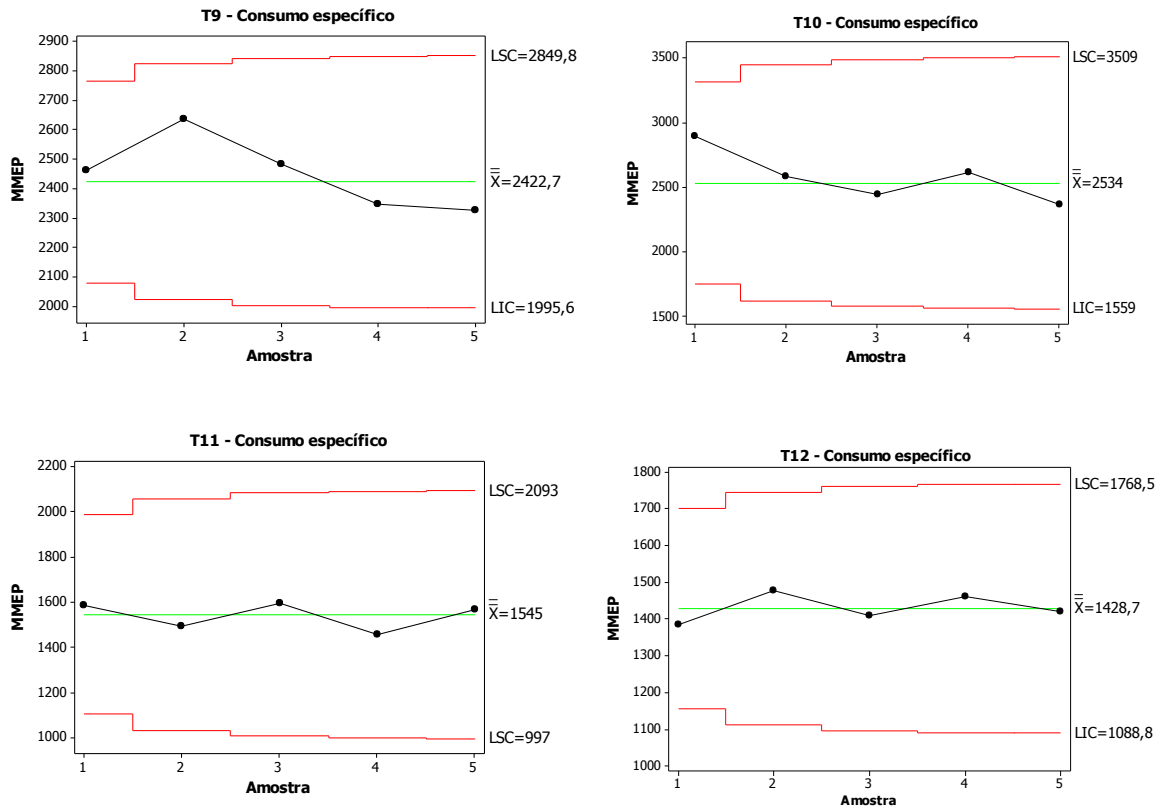 T9 - Consumo específico
2900
2800
2700
2600
2500
2400
2300
2200
2100
2000
MMEP
LSC=2849,8
X=2422,7
LIC=1995,6
1 2 3 4 5
Amostra
T10 - Consumo específico
3500
3000
2500
2000
1500
MMEP
LSC=3509
X=2534
LIC=1559
1 2 3 4 5
Amostra
T11 - Consumo específico
2200
2000
1800
1600
1400
1200
1000
MMEP
LSC=2093
X=1545
LSC=997
1 2 3 4 5
Amostra
T12 - Consumo específico
1800
1700
1600
1500
1400
1300
1200
1100
1000
MMEP
LSC=1768,5
X=1428,7
LIC=1088,8
1 2 3 4 5
Amostra